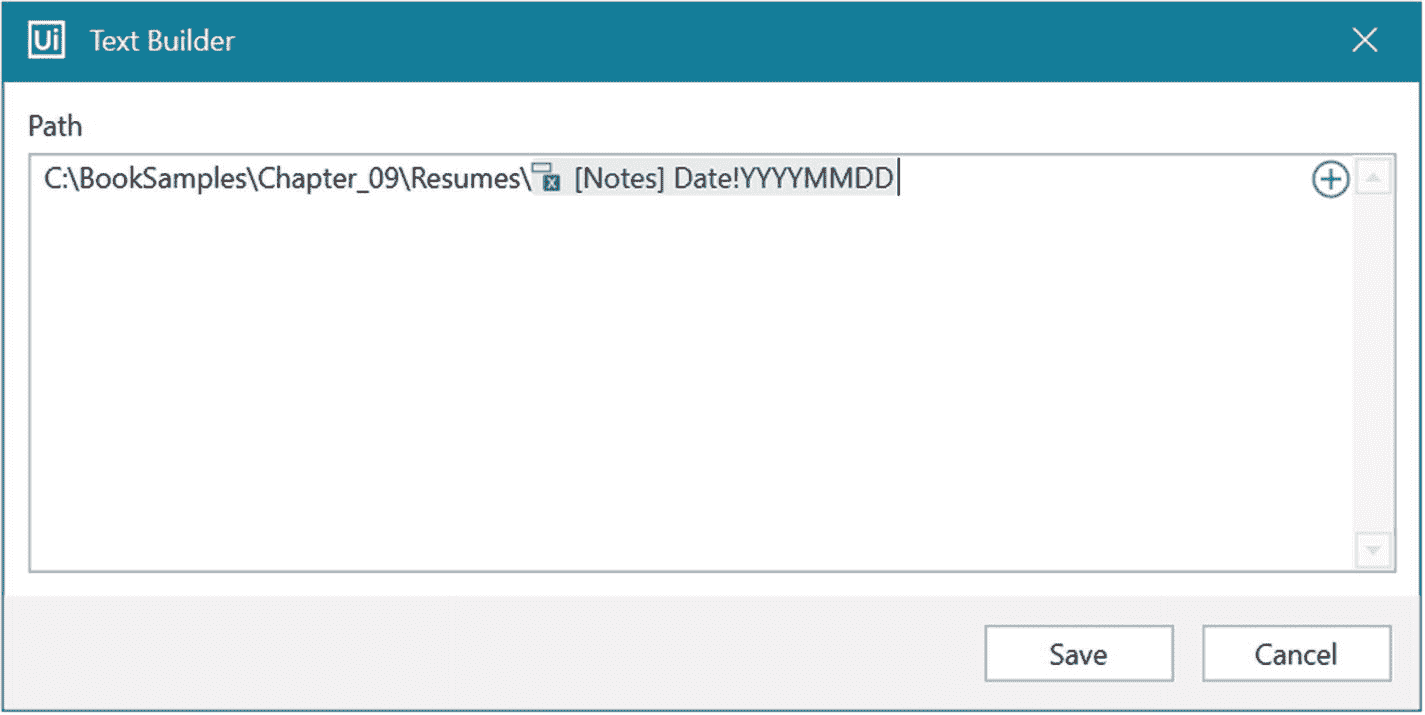 Ui Text Builder
Path
C:\BookSamples\Chapter_09\Resumes\ [Notes] Date!YYYYMMDD
Save Cancel